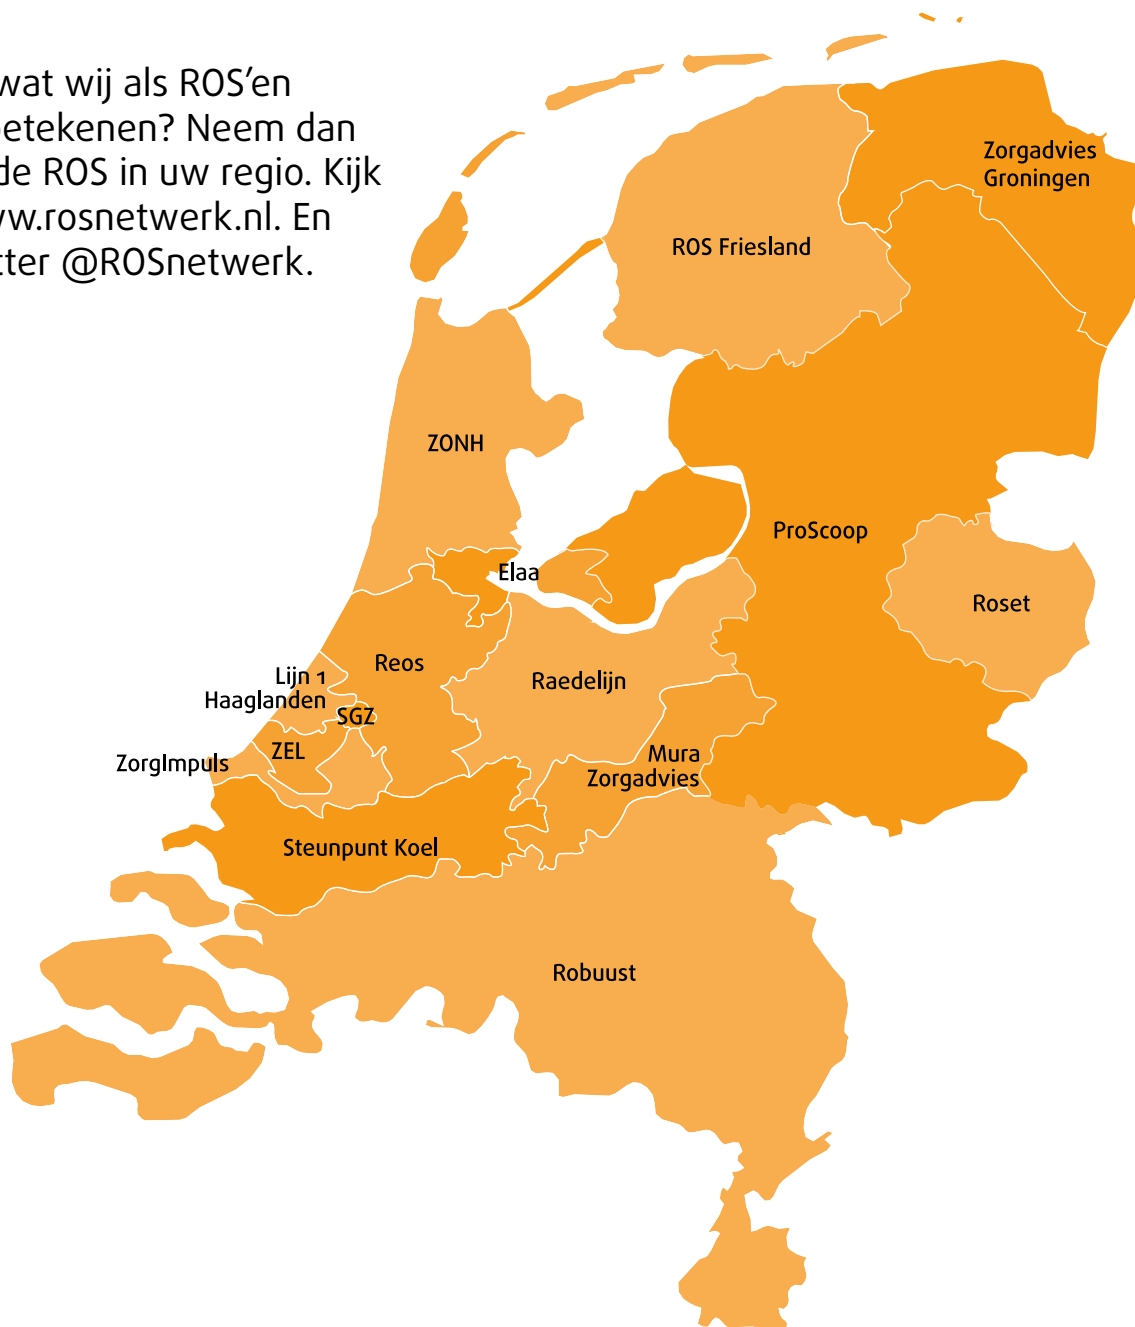 wat wij als ROS’en
betekenen? Neem dan
de ROS in uw regio. Kijk
ww.rosnetwerk.nl. En
tter @ROSnetwerk.
Zorgadvies
Groningen
ROS Friesland
ZONH
ProScoop
Elaa
Roset
Reos
Raedelijn
Lijn 1
Haaglanden
SGZ
ZEL
ZorgImpuls
Mura
Zorgadvies
Steunpunt Koel
Robuust